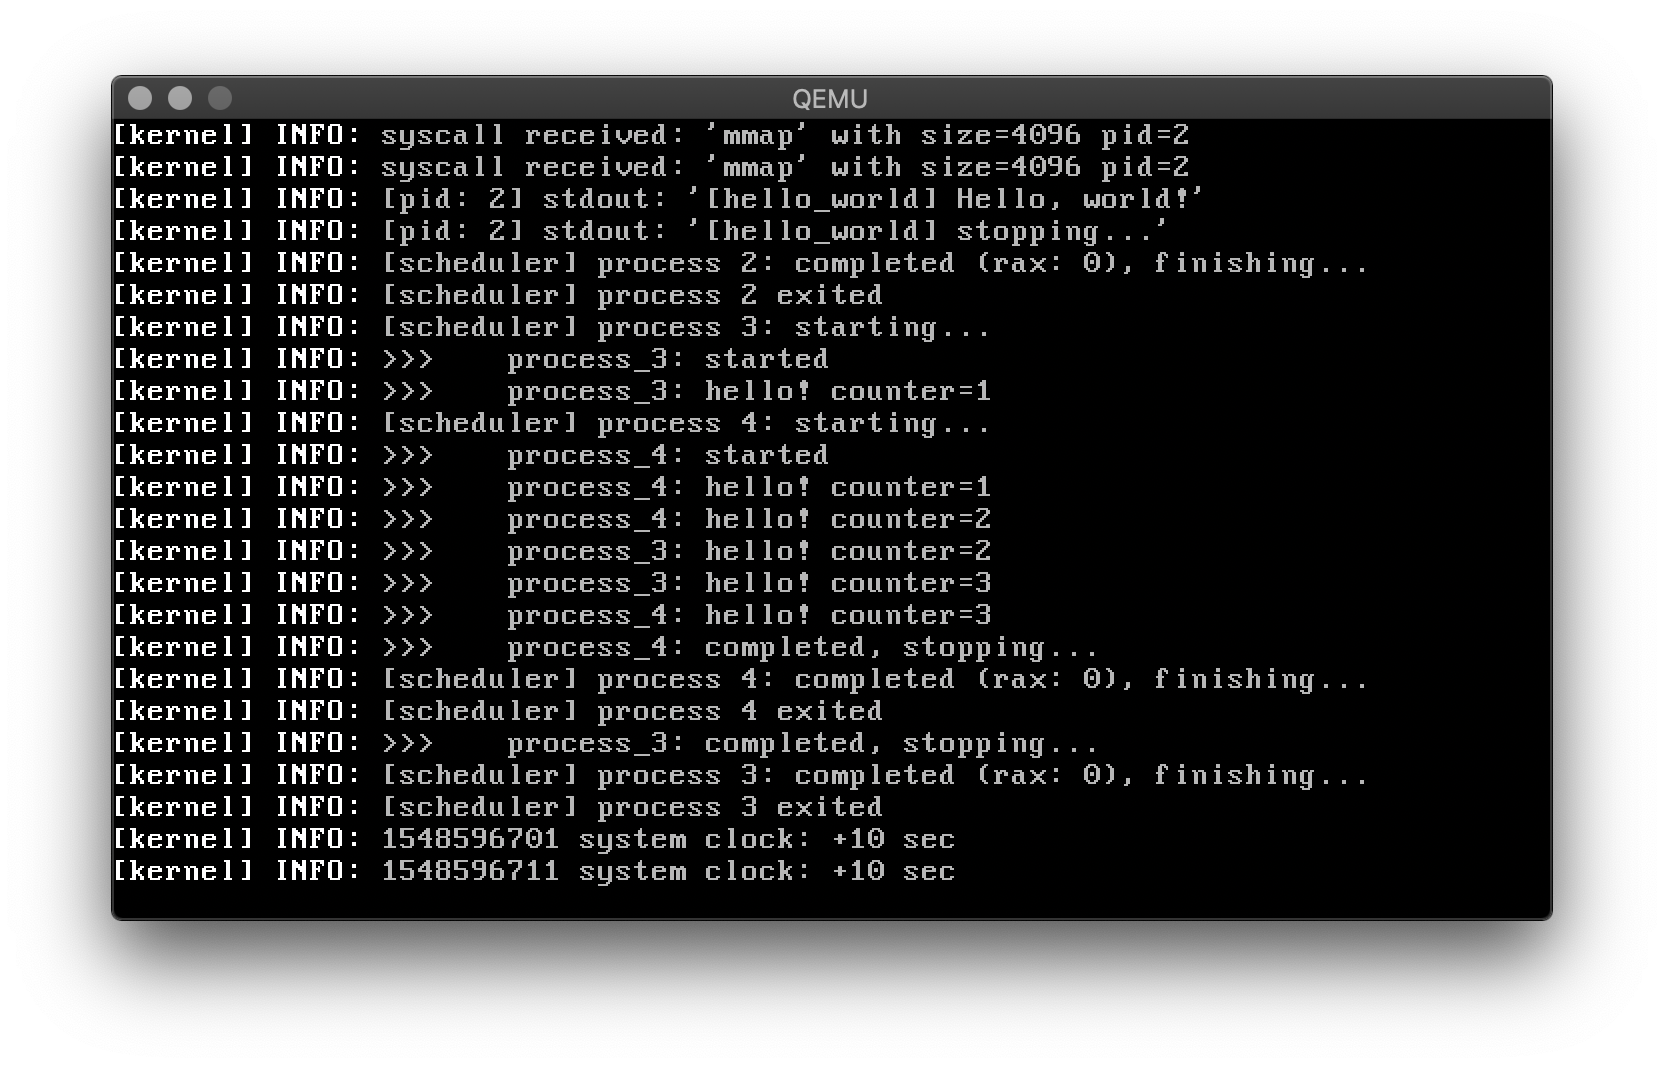 QEMU
[kernel] INFO: syscall received: 'mmap' with size=4096 pid=2
[kernel] INFO: syscall received: 'mmap' with size=4096 pid=2
[kernel] INFO: [pid: 2] stdout: '[hello_world] Hello, world!'
[kernel] INFO: [pid: 2] stdout: '[hello_world] stopping...'
[kernel] INFO: [scheduler] process 2: completed (rax: 0), finishing...
[kernel] INFO: [scheduler] process 2 exited
[kernel] INFO: [scheduler] process 3: starting...
[kernel] INFO: >>>    process_3: started
[kernel] INFO: >>>    process_3: hello! counter=1
[kernel] INFO: [scheduler] process 4: starting...
[kernel] INFO: >>>    process_4: started
[kernel] INFO: >>>    process_4: hello! counter=1
[kernel] INFO: >>>    process_4: hello! counter=2
[kernel] INFO: >>>    process_3: hello! counter=2
[kernel] INFO: >>>    process_3: hello! counter=3
[kernel] INFO: >>>    process_4: hello! counter=3
[kernel] INFO: >>>    process_4: completed, stopping...
[kernel] INFO: [scheduler] process 4: completed (rax: 0), finishing...
[kernel] INFO: [scheduler] process 4 exited
[kernel] INFO: >>>    process_3: completed, stopping...
[kernel] INFO: [scheduler] process 3: completed (rax: 0), finishing...
[kernel] INFO: [scheduler] process 3 exited
[kernel] INFO: 1548596701 system clock: +10 sec
[kernel] INFO: 1548596711 system clock: +10 sec